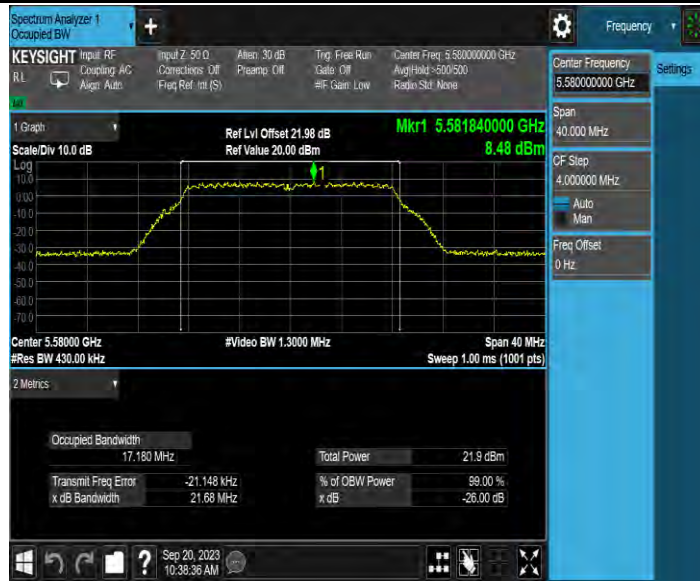 Spectrum Analyzer 1
Occupied BW
+
Frequency
KEYSIGHT
Input: RF
Coupling: AC
Align: Auto
Input Z: 50 Ω
Corrections: Off
Freq Ref: Int (S)
Atten: 30 dB
Preamp: Off
Trig: Free Run
Gate: Off
#IF Gain: Low
Center Freq: 5.580000000 GHz
Avg|Hold:>500/500
Radio Std: None
RL
Center Frequency
5.580000000 GHz
Settings
Span
40.000 MHz
CF Step
4.000000 MHz
Auto
Man
Freq Offset
0 Hz
1 Graph
Scale/Div 10.0 dB
Ref Lvl Offset 21.98 dB
Ref Value 20.00 dBm
Mkr1 5.581840000 GHz
8.48 dBm
Log
10.0
0.00
-10.0
-20.0
-30.0
-40.0
-50.0
-60.0
-70.0
1
Center 5.58000 GHz
#Video BW 1.3000 MHz
Span 40 MHz
#Res BW 430.00 kHz
Sweep 1.00 ms (1001 pts)
2 Metrics
Occupied Bandwidth
17.180 MHz
Total Power 21.9 dBm
Transmit Freq Error -21.148 kHz
% of OBW Power 99.00 %
x dB Bandwidth 21.68 MHz
x dB -26.00 dB
?
Sep 20, 2023
10:38:36 AM